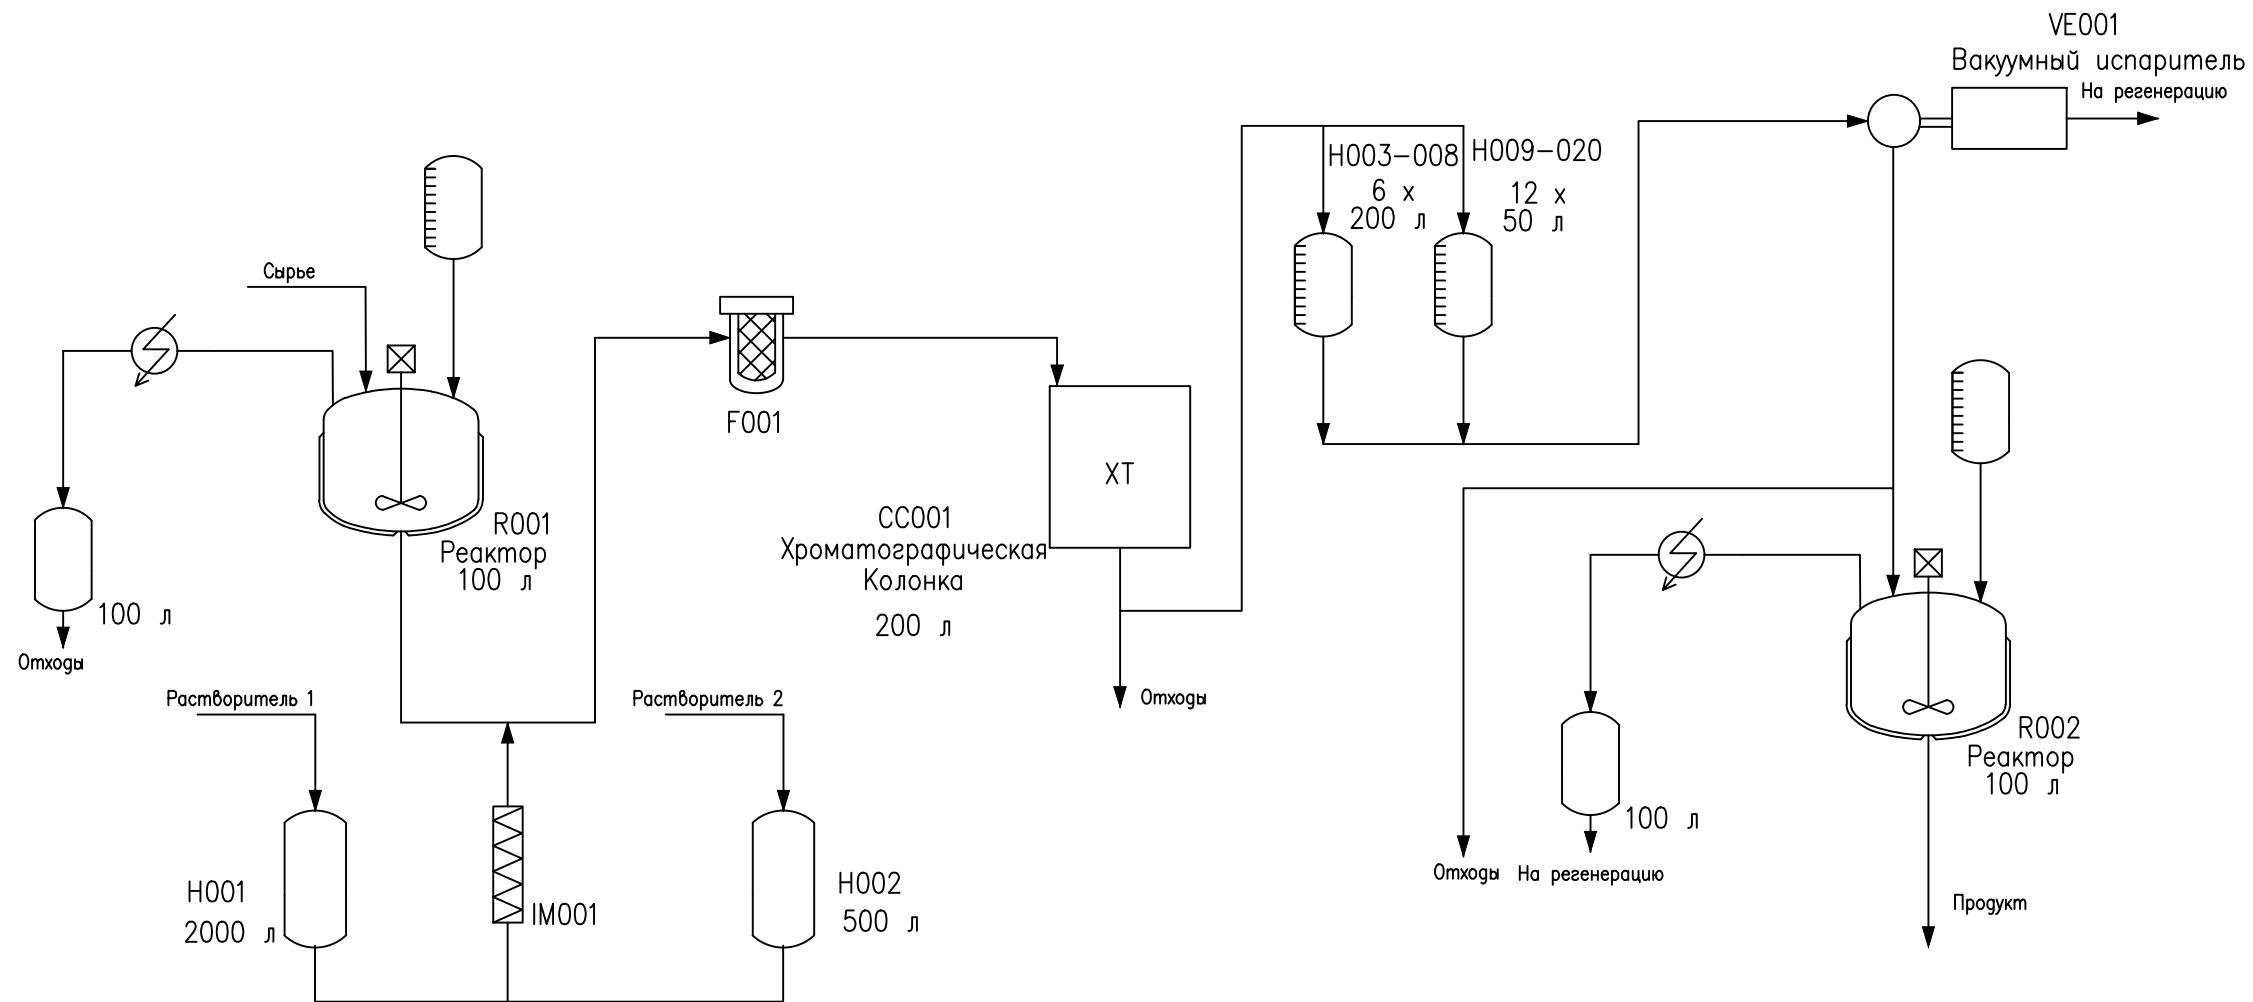 VE001
Вакуумный испаритель
На регенерацию
H003-008
6 x
200 л
H009-020
12 x
50 л
Сырье
F001
XT
R001
Реактор
100 л
CC001
Хроматографическая
Колонка
200 л
100 л
Отходы
Растворитель 1
Растворитель 2
Отходы
R002
Реактор
100 л
100 л
H001
2000 л
IM001
H002
500 л
Отходы
На регенерацию
Продукт